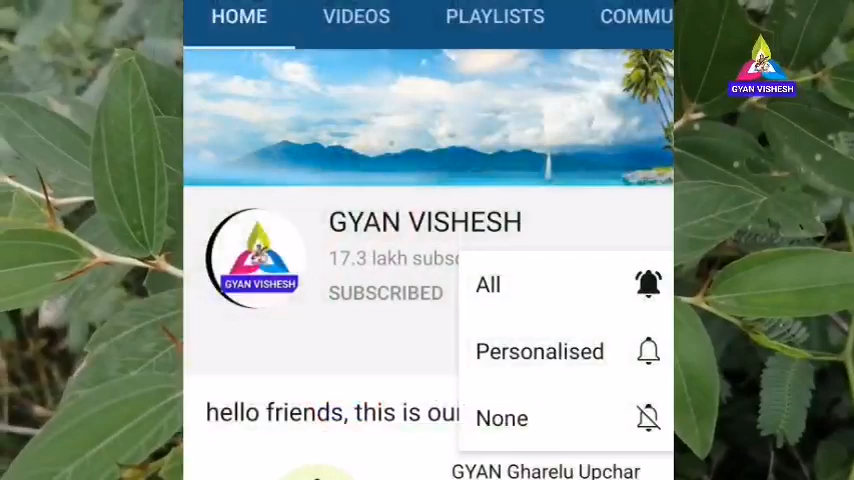 HOME VIDEOS PLAYLISTS COMMU
GYAN VISHESH
GYAN VISHESH
17.3 lakh subsc
SUBSCRIBED
GYAN VISHESH
All
Personalised
None
hello friends, this is our
GYAN Gharelu Upchar